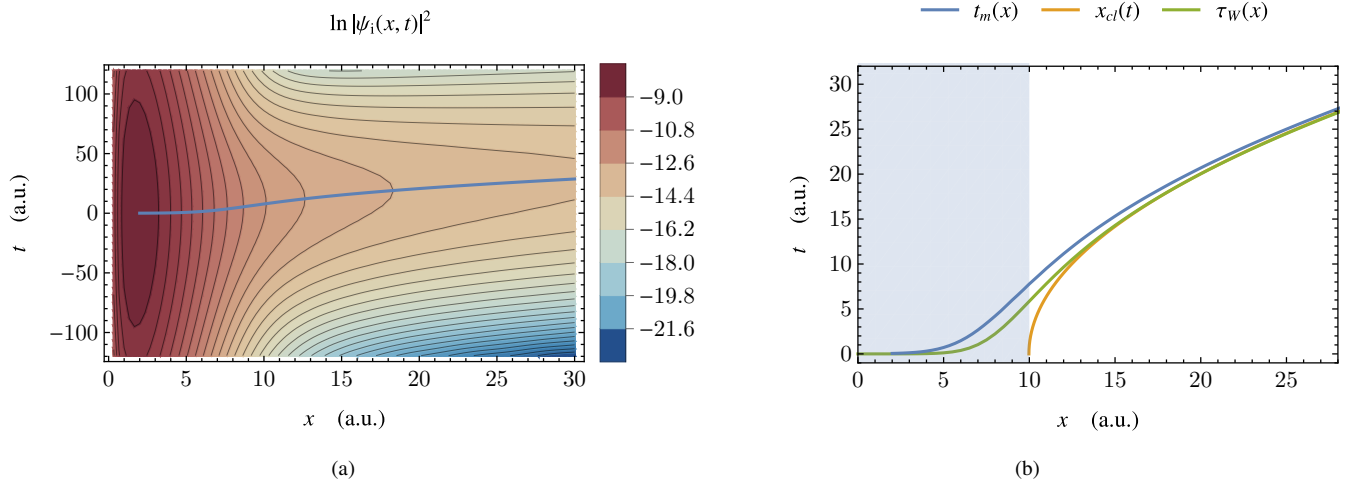 ln |ψi(x, t)|²
100
50
0
−50
−100
t (a.u.)
0 5 10 15 20 25 30
x (a.u.)
−9.0
−10.8
−12.6
−14.4
−16.2
−18.0
−19.8
−21.6
(a)
tm(x) xcl(t) τW(x)
30
25
20
15
10
5
0
t (a.u.)
0 5 10 15 20 25
x (a.u.)
(b)